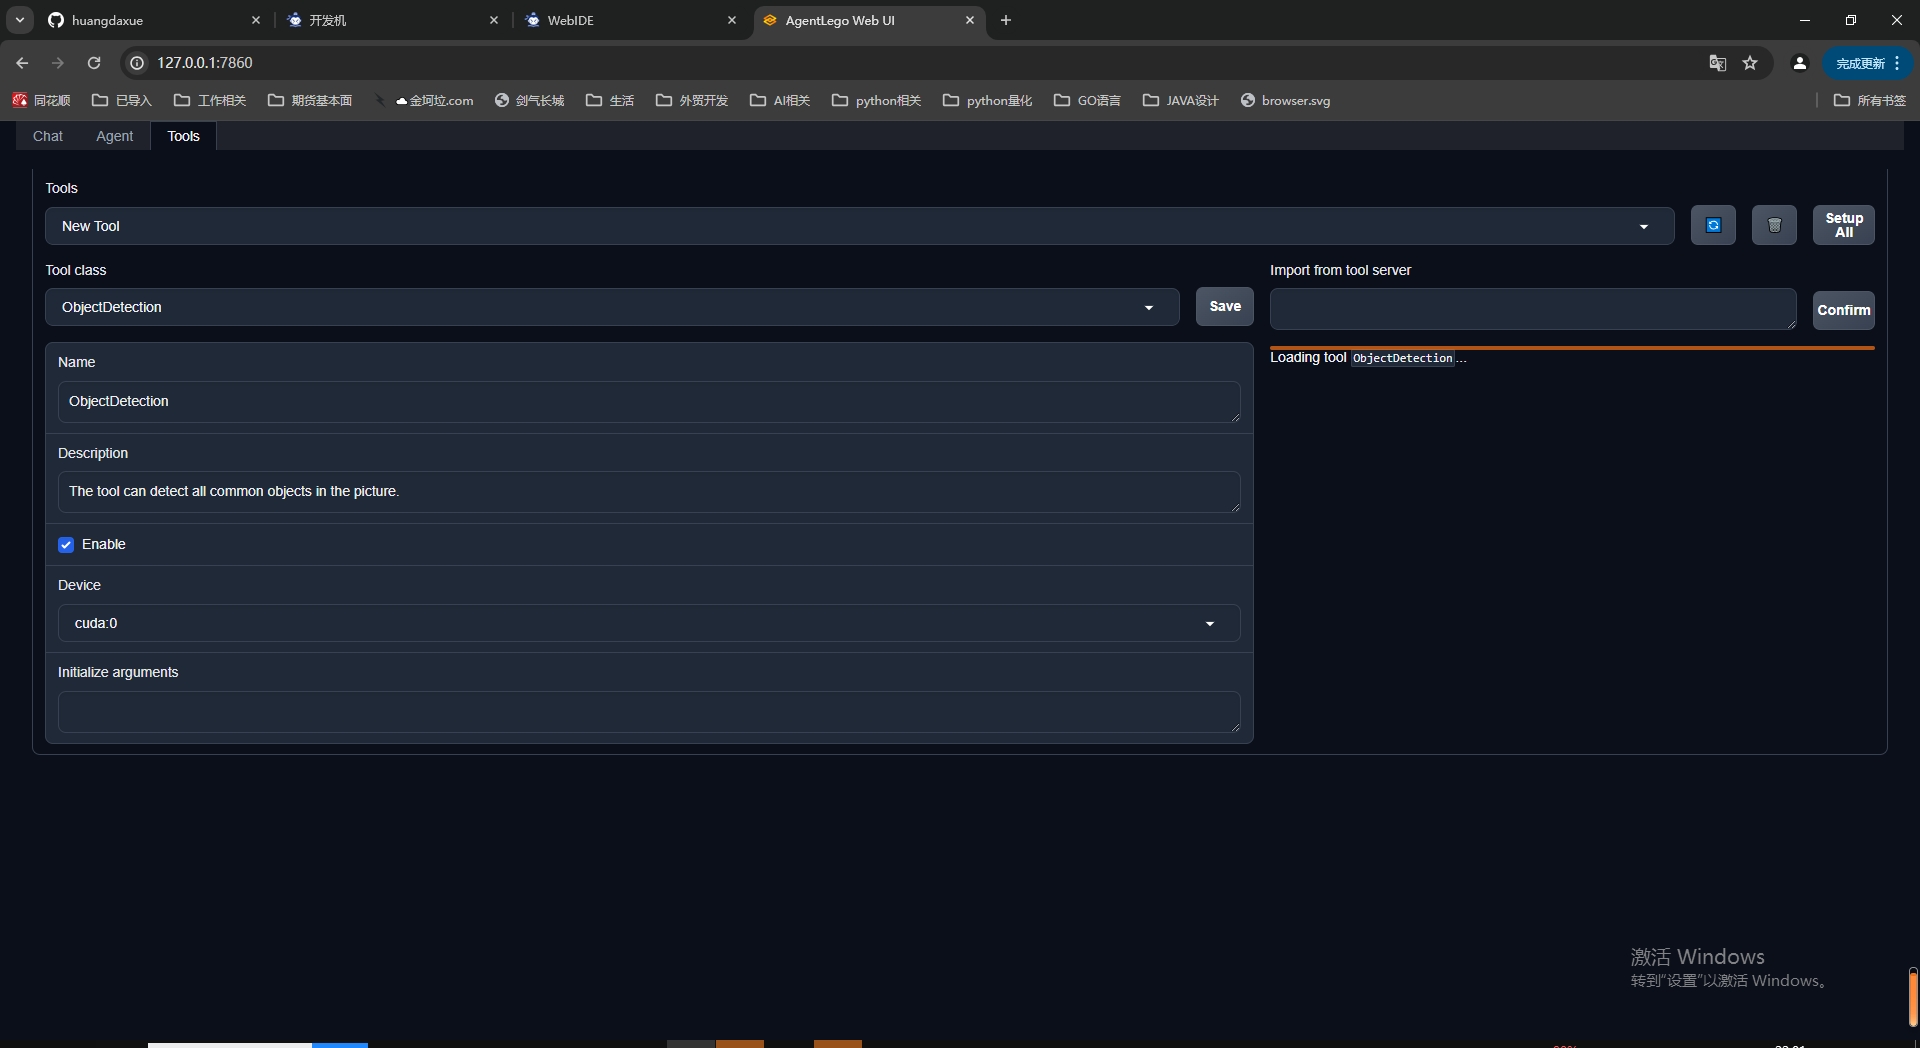 huangdaxue
开发机
WebIDE
AgentLego Web UI
127.0.0.1:7860
完成更新
同花顺
已导入
工作相关
期货基本面
金坷垃.com
剑气长城
生活
外贸开发
AI相关
python相关
python量化
GO语言
JAVA设计
browser.svg
所有书签
Chat
Agent
Tools
Tools
New Tool
Setup
All
Tool class
Import from tool server
ObjectDetection
Save
Confirm
Name
Loading tool ObjectDetection...
ObjectDetection
Description
The tool can detect all common objects in the picture.
Enable
Device
cuda:0
Initialize arguments
激活 Windows
转到"设置"以激活 Windows。